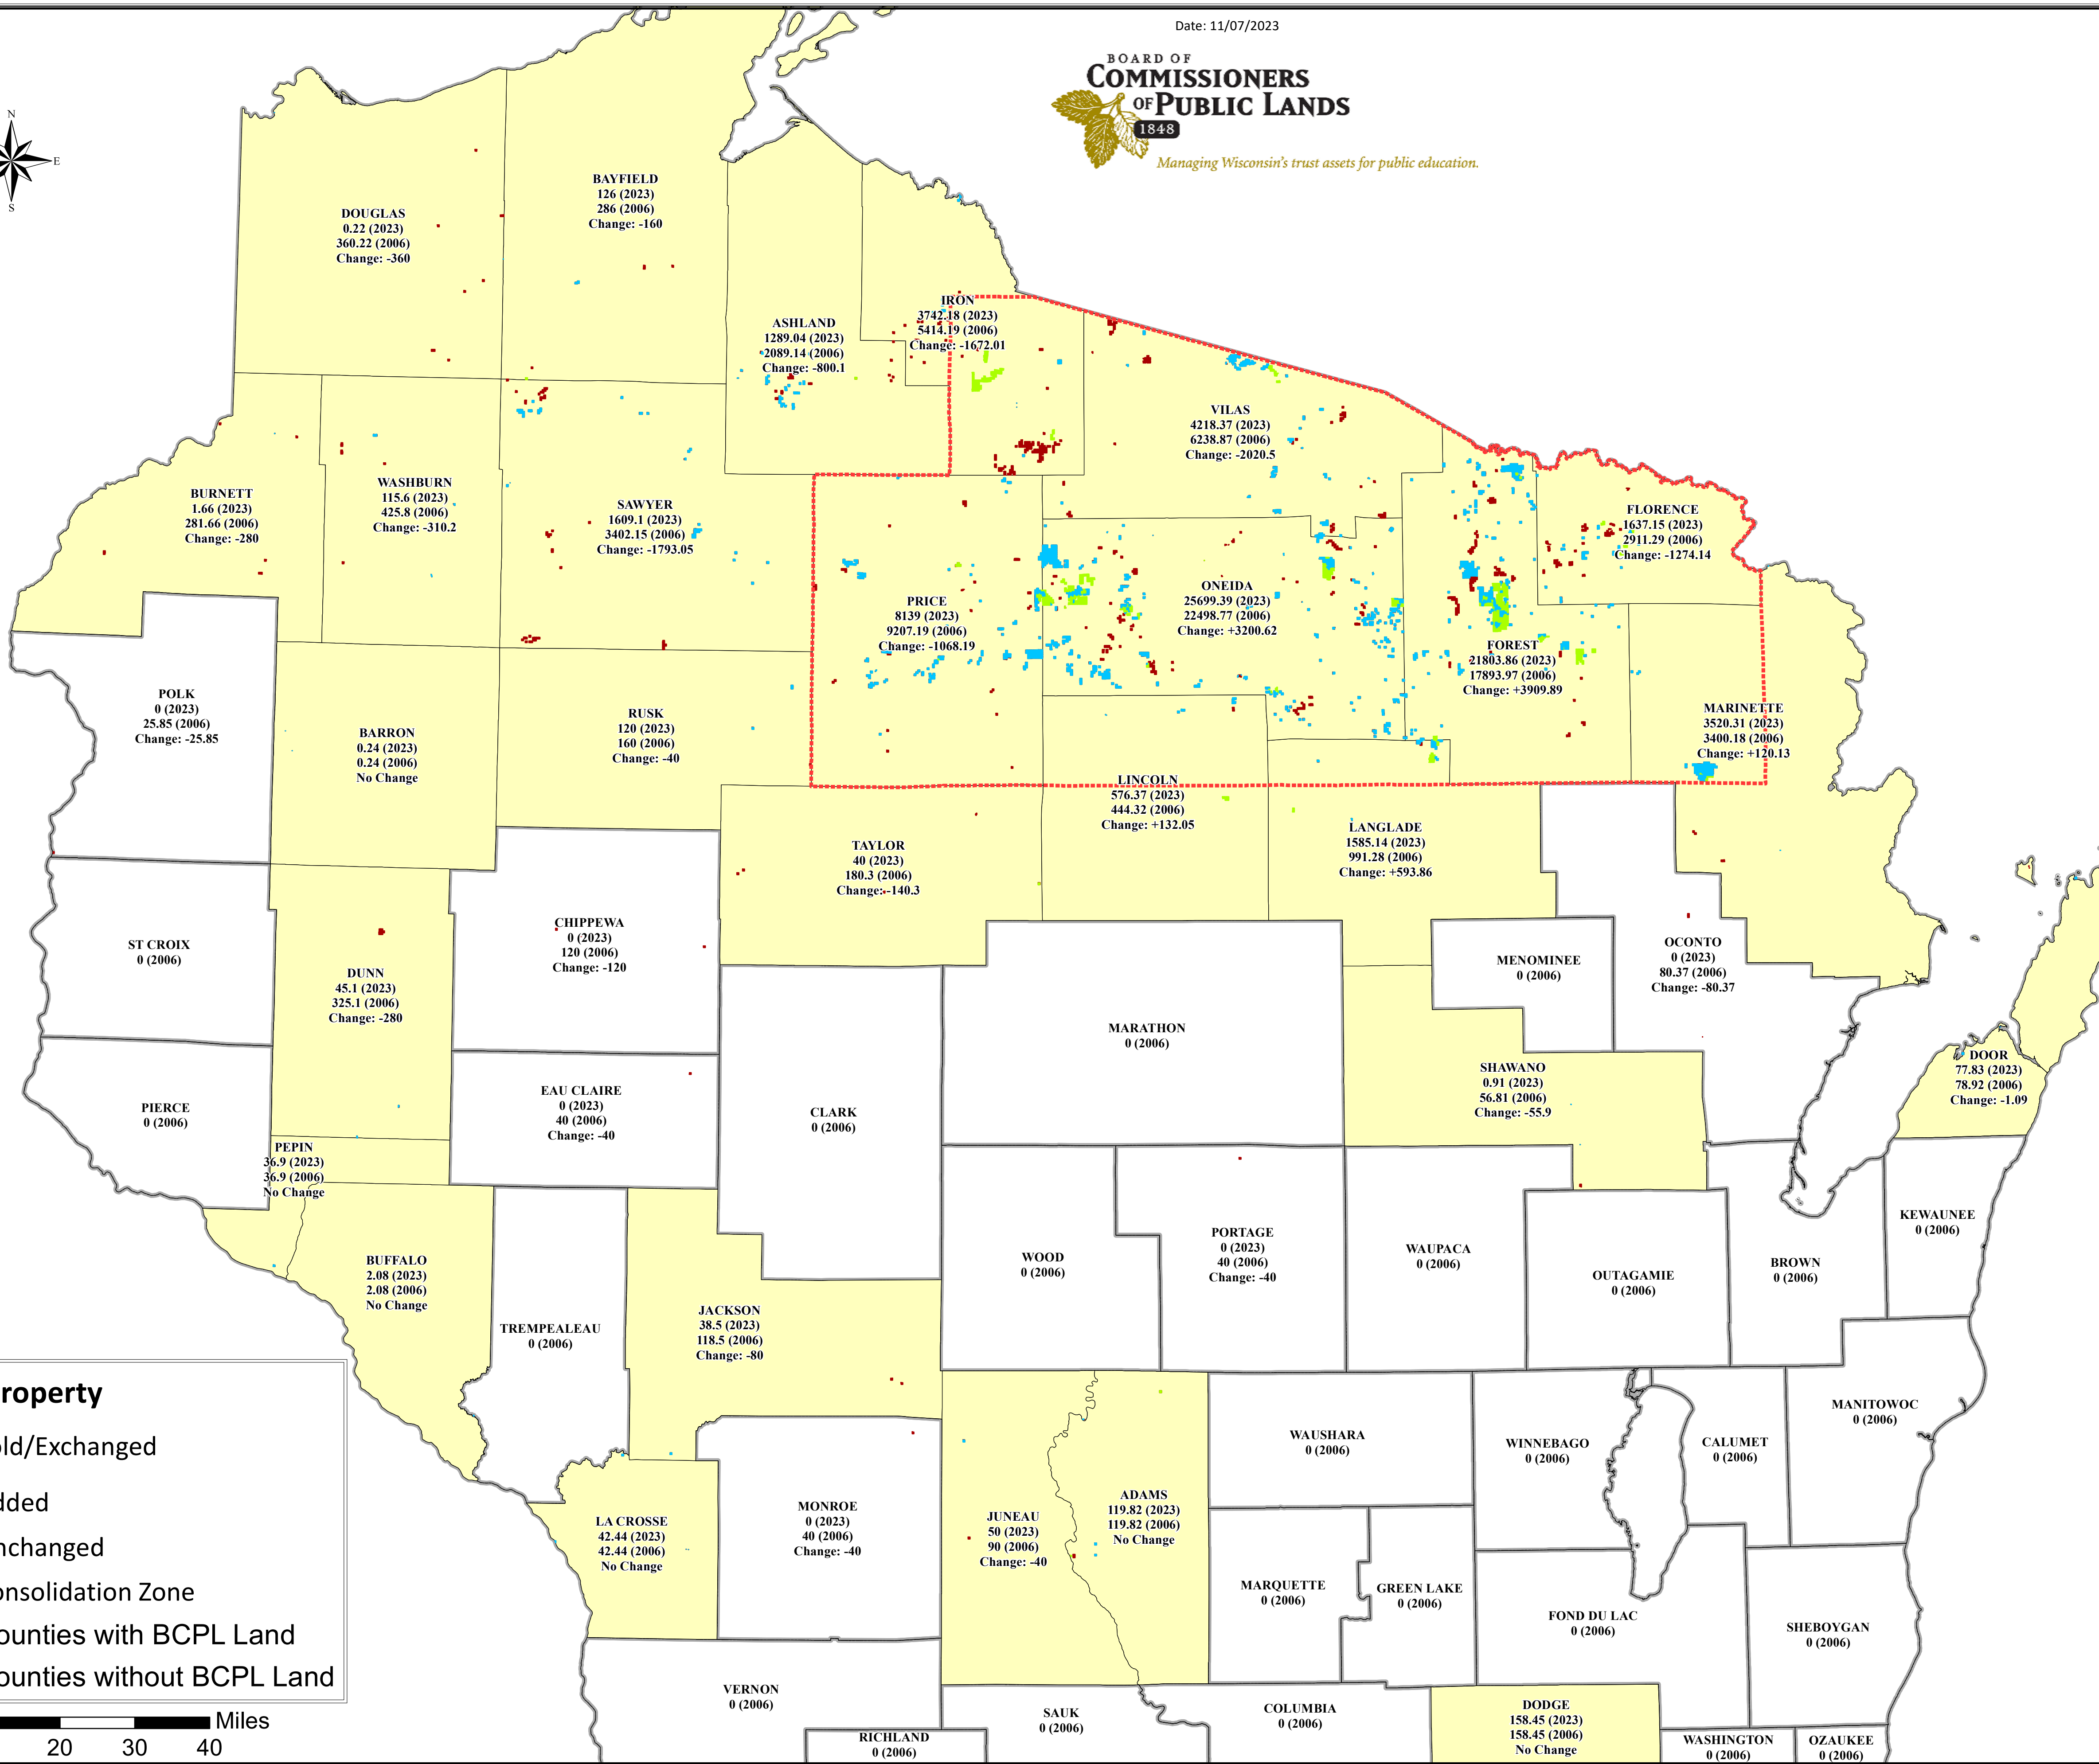 Date: 11/07/2023
BOARD OF
COMMISSIONERS
OF PUBLIC LANDS
1848
Managing Wisconsin's trust assets for public education.
N
E
S
BAYFIELD
126 (2023)
286 (2006)
Change: -160
DOUGLAS
0.22 (2023)
360.22 (2006)
Change: -360
IRON
3742.18 (2023)
5414.19 (2006)
Change: -1672.01
ASHLAND
1289.04 (2023)
2089.14 (2006)
Change: -800.1
VILAS
4218.37 (2023)
6238.87 (2006)
Change: -2020.5
BURNETT
1.66 (2023)
281.66 (2006)
Change: -280
WASHBURN
115.6 (2023)
425.8 (2006)
Change: -310.2
SAWYER
1609.1 (2023)
3402.15 (2006)
Change: -1793.05
FLORENCE
1637.15 (2023)
2911.29 (2006)
Change: -1274.14
PRICE
8139 (2023)
9207.19 (2006)
Change: -1068.19
ONEIDA
25699.39 (2023)
22498.77 (2006)
Change: +3200.62
FOREST
21803.86 (2023)
17893.97 (2006)
Change: +3909.89
POLK
0 (2023)
25.85 (2006)
Change: -25.85
BARRON
0.24 (2023)
0.24 (2006)
No Change
RUSK
120 (2023)
160 (2006)
Change: -40
MARINETTE
3520.31 (2023)
3400.18 (2006)
Change: +120.13
LINCOLN
576.37 (2023)
444.32 (2006)
Change: +132.05
TAYLOR
40 (2023)
180.3 (2006)
Change: -140.3
LANGLADE
1585.14 (2023)
991.28 (2006)
Change: +593.86
ST CROIX
0 (2006)
DUNN
45.1 (2023)
325.1 (2006)
Change: -280
CHIPPEWA
0 (2023)
120 (2006)
Change: -120
MENOMINEE
0 (2006)
OCONTO
0 (2023)
80.37 (2006)
Change: -80.37
MARATHON
0 (2006)
SHAWANO
0.91 (2023)
56.81 (2006)
Change: -55.9
DOOR
77.83 (2023)
78.92 (2006)
Change: -1.09
PIERCE
0 (2006)
EAU CLAIRE
0 (2023)
40 (2006)
Change: -40
CLARK
0 (2006)
PEPIN
36.9 (2023)
36.9 (2006)
No Change
BUFFALO
2.08 (2023)
2.08 (2006)
No Change
TREMPEALEAU
0 (2006)
JACKSON
38.5 (2023)
118.5 (2006)
Change: -80
WOOD
0 (2006)
PORTAGE
0 (2023)
40 (2006)
Change: -40
WAUPACA
0 (2006)
OUTAGAMIE
0 (2006)
BROWN
0 (2006)
KEWAUNEE
0 (2006)
LA CROSSE
42.44 (2023)
42.44 (2006)
No Change
MONROE
0 (2023)
40 (2006)
Change: -40
JUNEAU
50 (2023)
90 (2006)
Change: -40
ADAMS
119.82 (2023)
119.82 (2006)
No Change
WAUSHARA
0 (2006)
WINNEBAGO
0 (2006)
CALUMET
0 (2006)
MANITOWOC
0 (2006)
MARQUETTE
0 (2006)
GREEN LAKE
0 (2006)
FOND DU LAC
0 (2006)
SHEBOYGAN
0 (2006)
VERNON
0 (2006)
RICHLAND
0 (2006)
SAUK
0 (2006)
COLUMBIA
0 (2006)
DODGE
158.45 (2023)
158.45 (2006)
No Change
WASHINGTON
0 (2006)
OZAUKEE
0 (2006)
roperty
old/Exchanged
dded
nchanged
onsolidation Zone
ounties with BCPL Land
ounties without BCPL Land
Miles
20 30 40